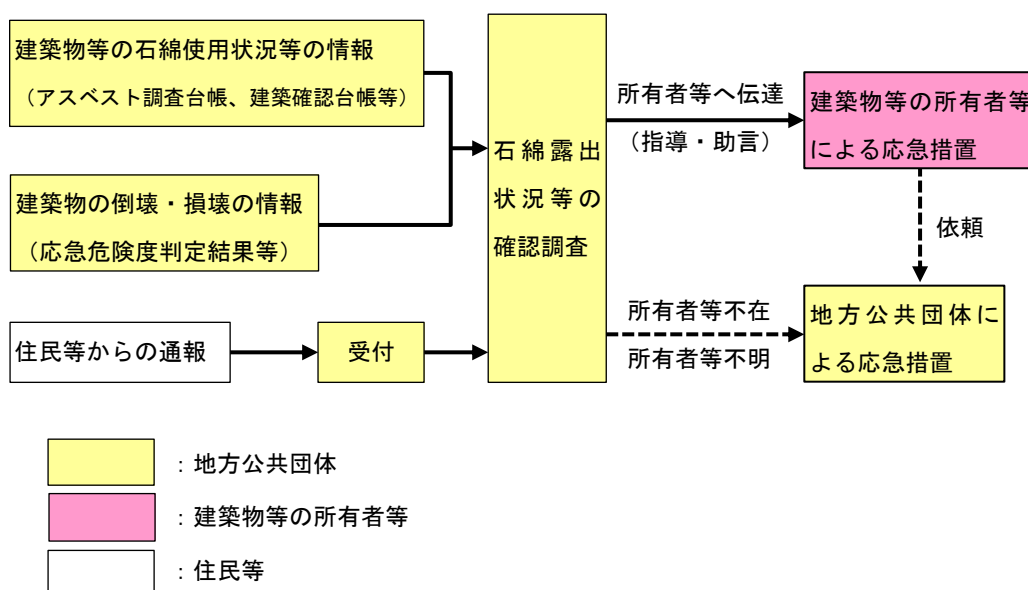 建築物等の石綿使用状況等の情報
（アスベスト調査台帳、建築確認台帳等）
建築物の倒壊・損壊の情報
（応急危険度判定結果等）
住民等からの通報
受付
石綿露出
状況等の
確認調査
所有者等へ伝達
（指導・助言）
建築物等の所有者等
による応急措置
依頼
所有者等不在
所有者等不明
地方公共団体に
よる応急措置
：地方公共団体
：建築物等の所有者等
：住民等